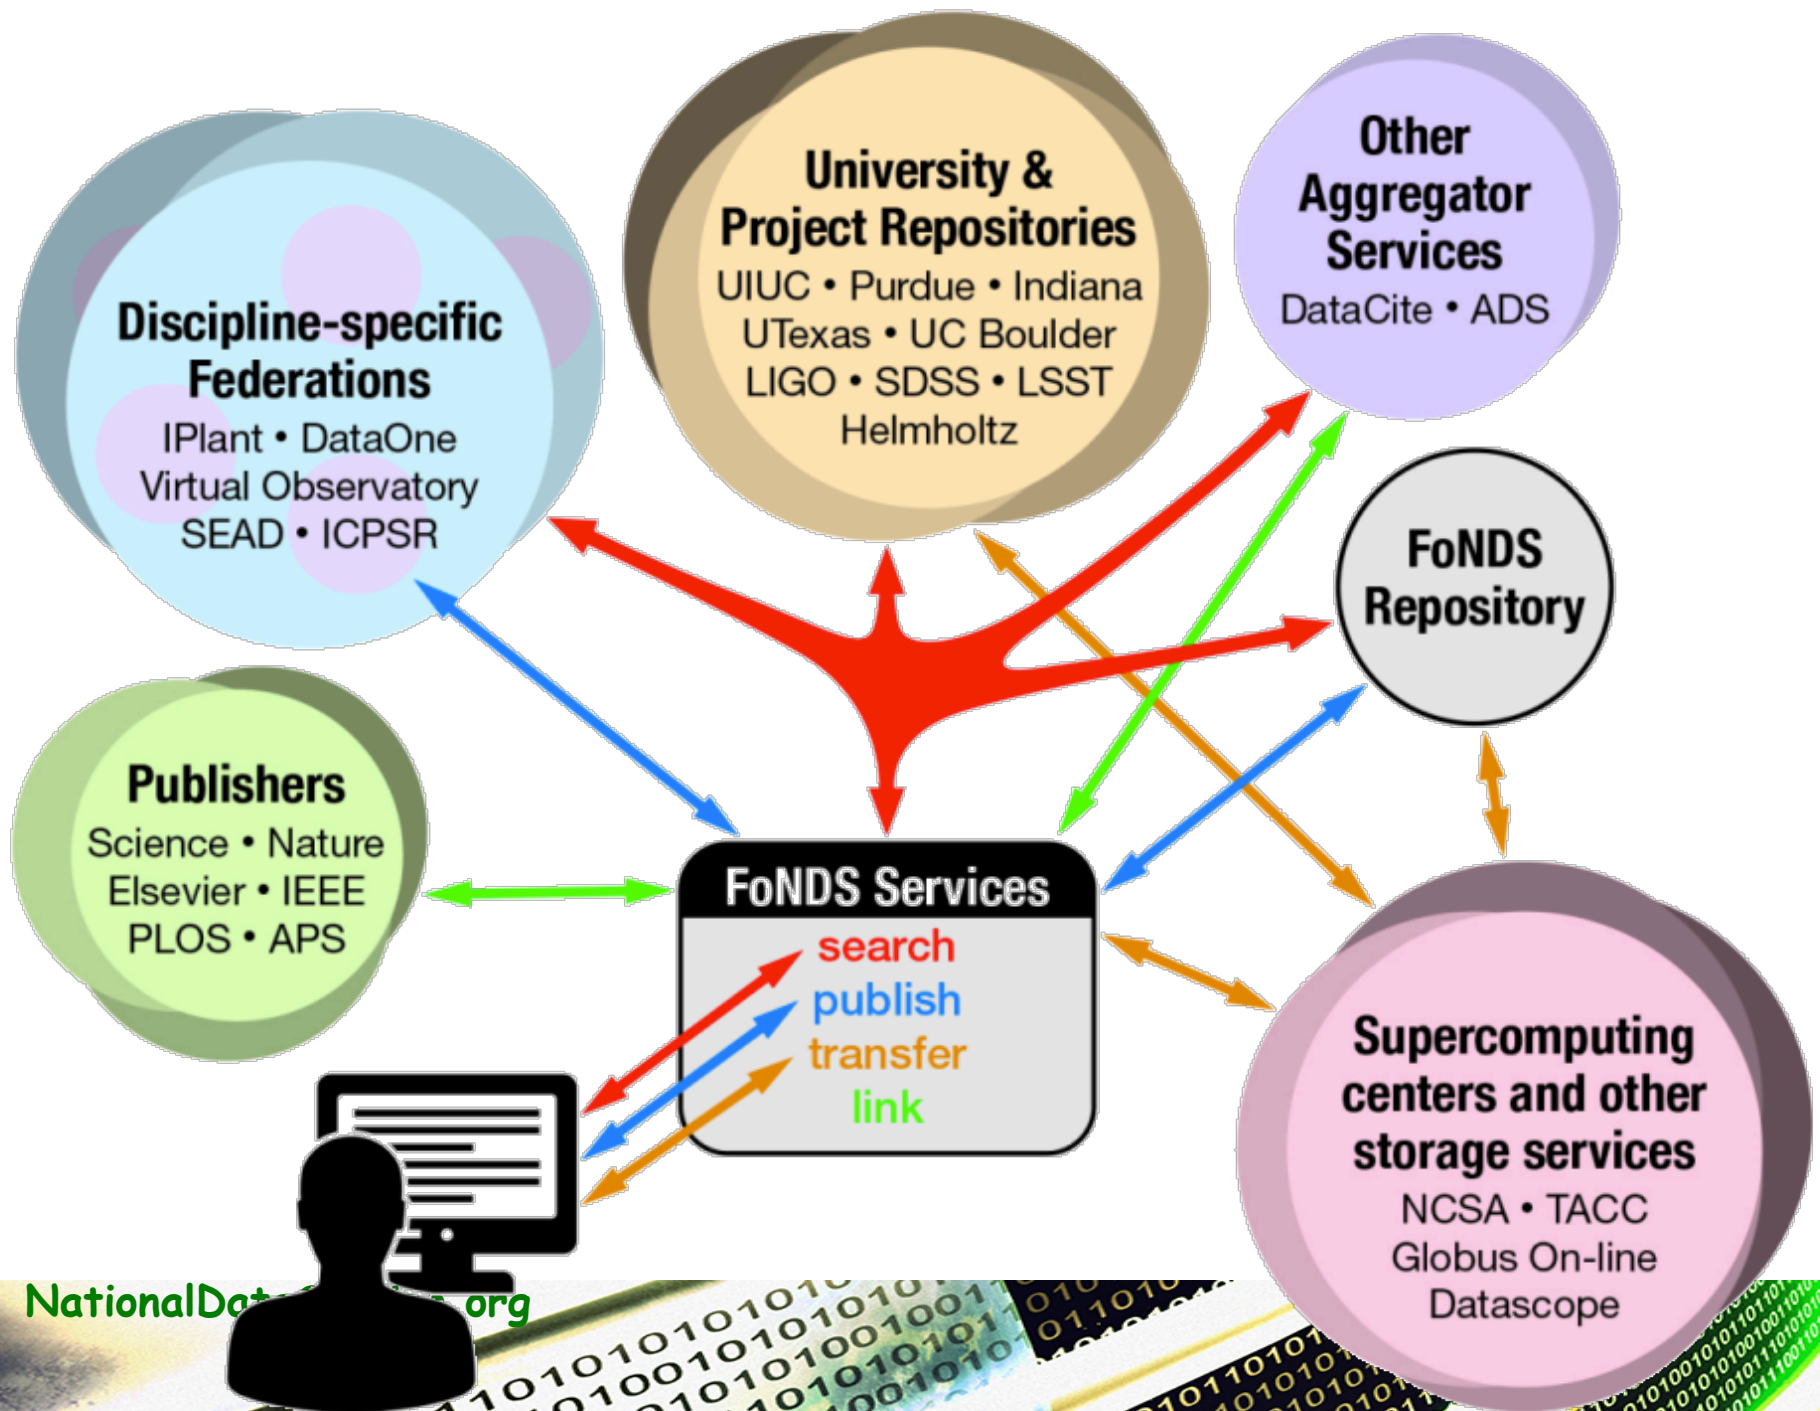 University &
Project Repositories
UIUC • Purdue • Indiana
UTexas • UC Boulder
LIGO • SDSS • LSST
Helmholtz
Other
Aggregator
Services
DataCite • ADS
Discipline-specific
Federations
IPlant • DataOne
Virtual Observatory
SEAD • ICPSR
FoNDS
Repository
Publishers
Science • Nature
Elsevier • IEEE
PLOS • APS
FoNDS Services
search
publish
transfer
link
Supercomputing
centers and other
storage services
NCSA • TACC
Globus On-line
Datascope
org